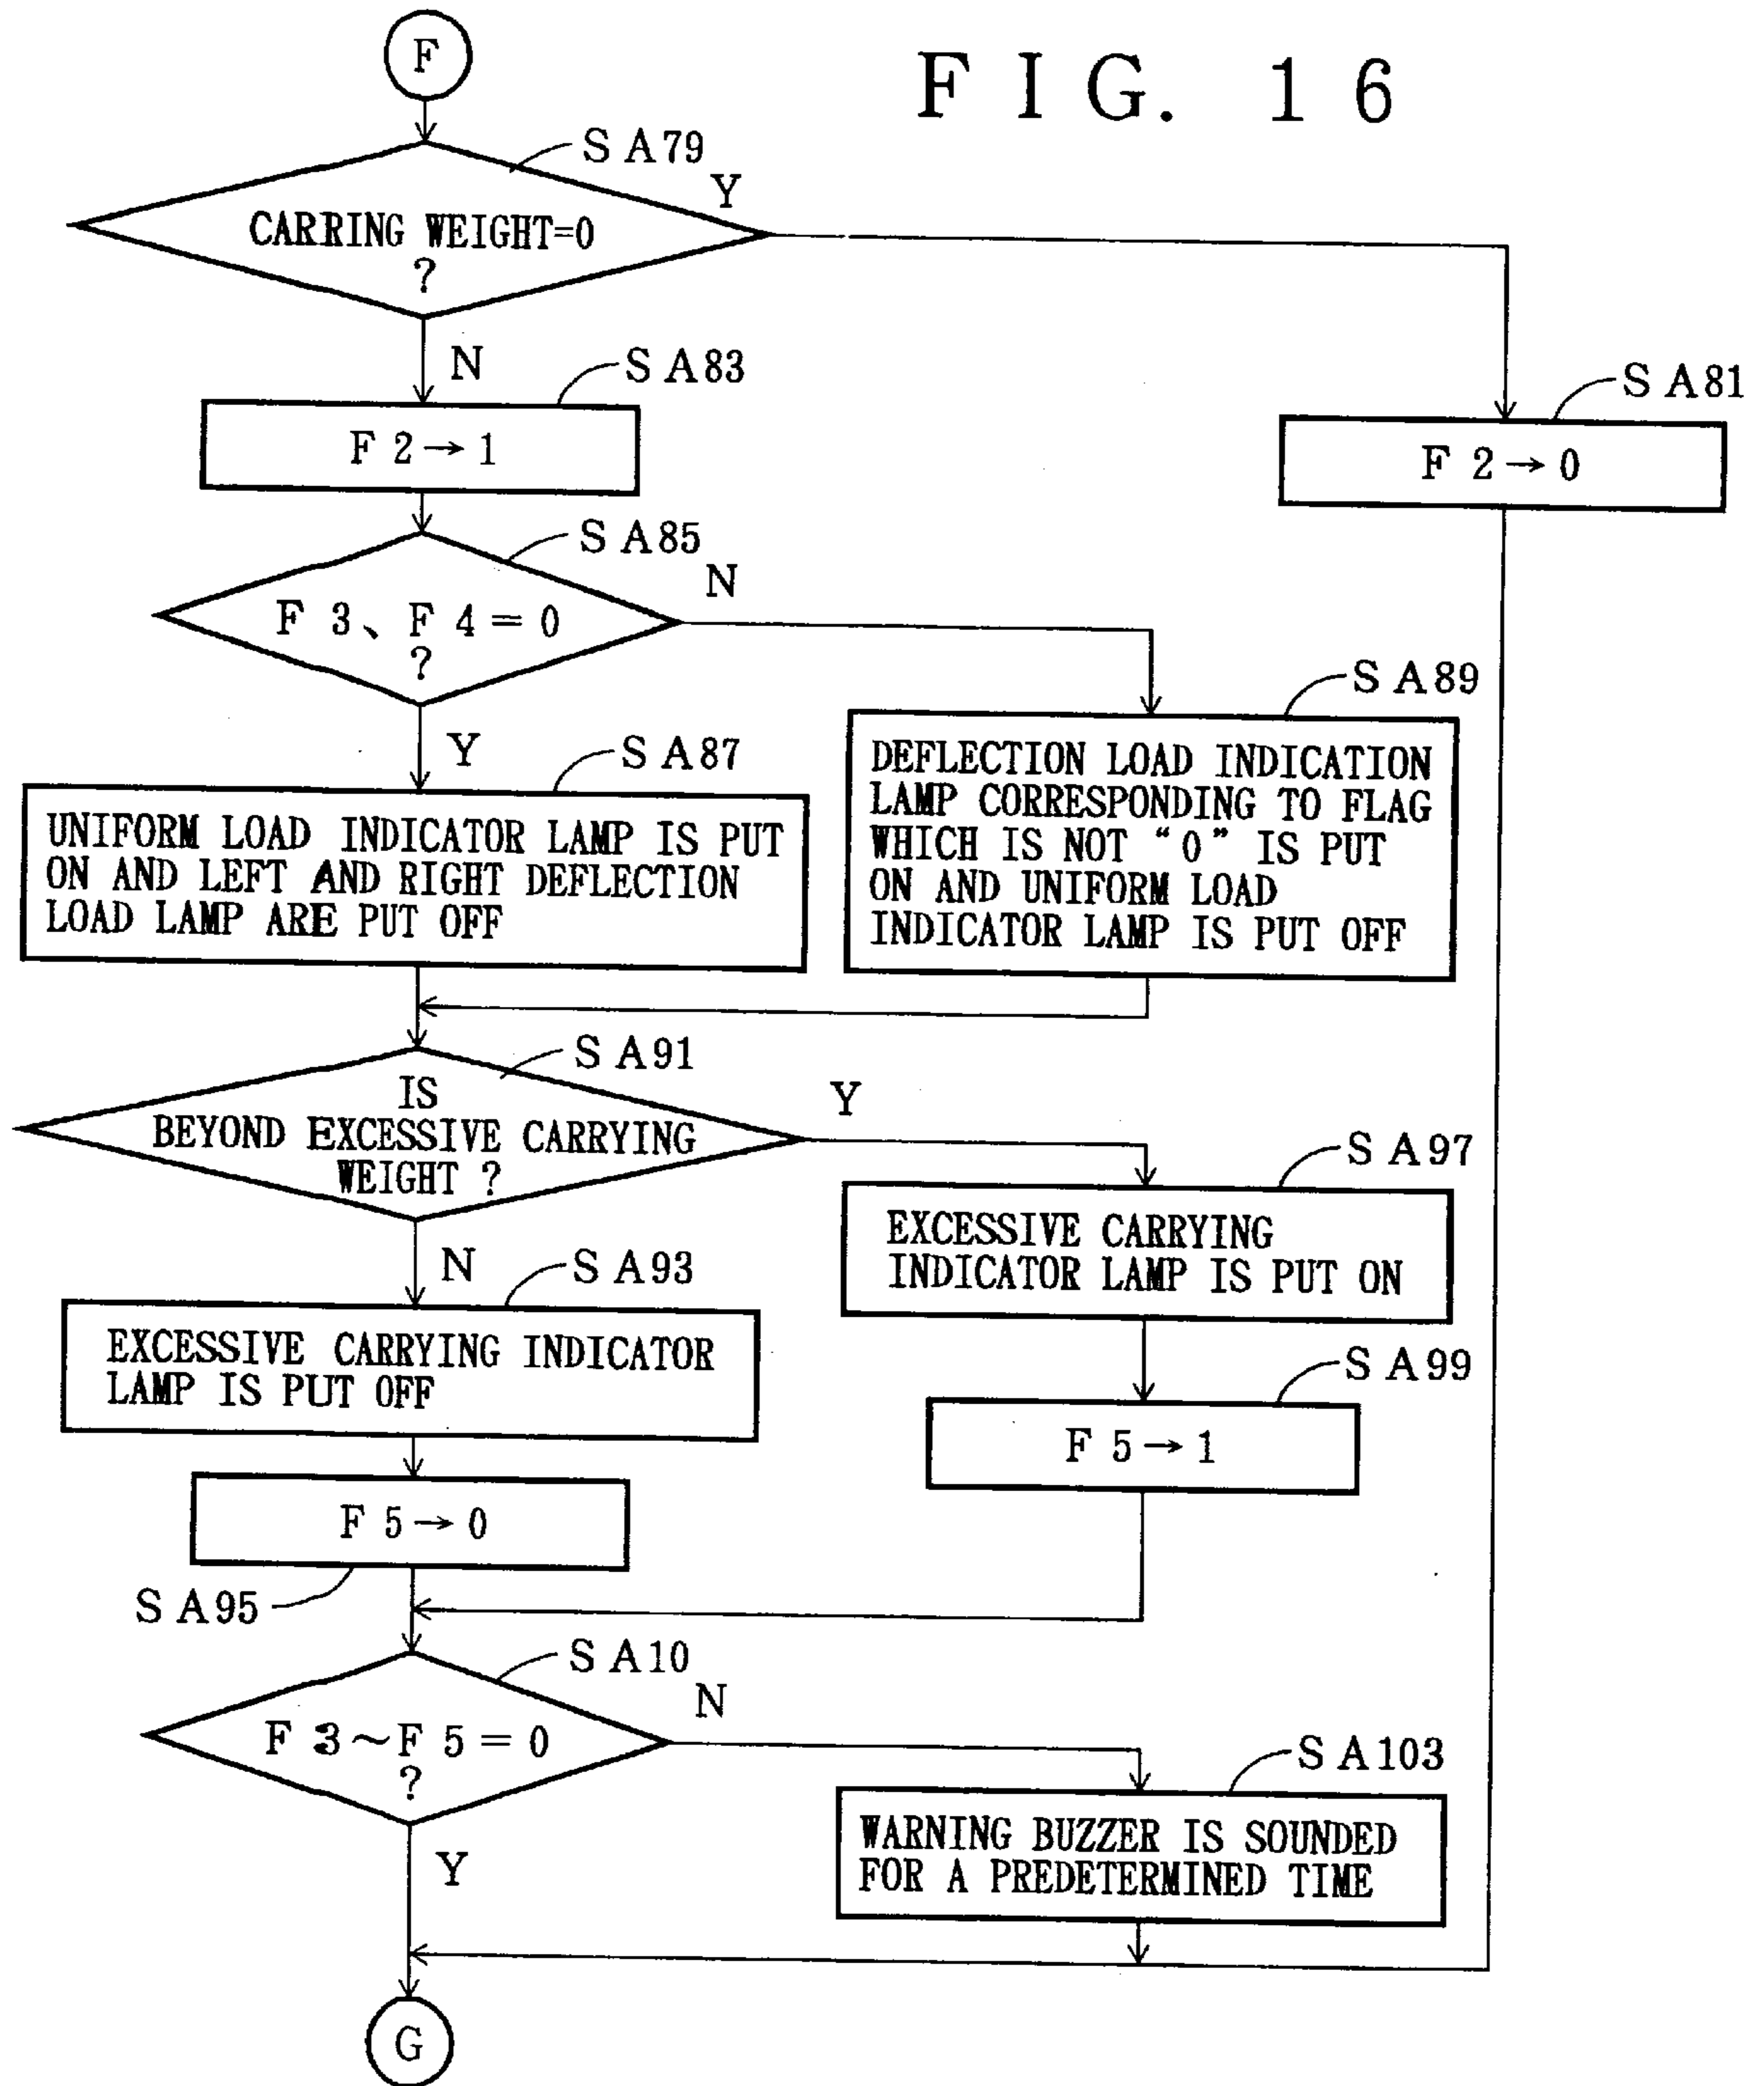 F
F I G. 1 6
S A79
Y
CARRING WEIGHT=0
?
N
S A83
S A81
F 2→1
F 2→0
S A85
N
F 3、F 4=0
?
S A89
Y
S A87
DEFLECTION LOAD INDICATION
LAMP CORRESPONDING TO FLAG
WHICH IS NOT “0” IS PUT
ON AND UNIFORM LOAD
INDICATOR LAMP IS PUT OFF
UNIFORM LOAD INDICATOR LAMP IS PUT
ON AND LEFT AND RIGHT DEFLECTION
LOAD LAMP ARE PUT OFF
S A91
IS
BEYOND EXCESSIVE CARRYING
WEIGHT ?
Y
S A97
EXCESSIVE CARRYING
INDICATOR LAMP IS PUT ON
N
S A93
EXCESSIVE CARRYING INDICATOR
LAMP IS PUT OFF
S A99
F 5→1
F 5→0
S A95
S A10
N
F 3~F 5=0
?
S A103
WARNING BUZZER IS SOUNDED
FOR A PREDETERMINED TIME
Y
G